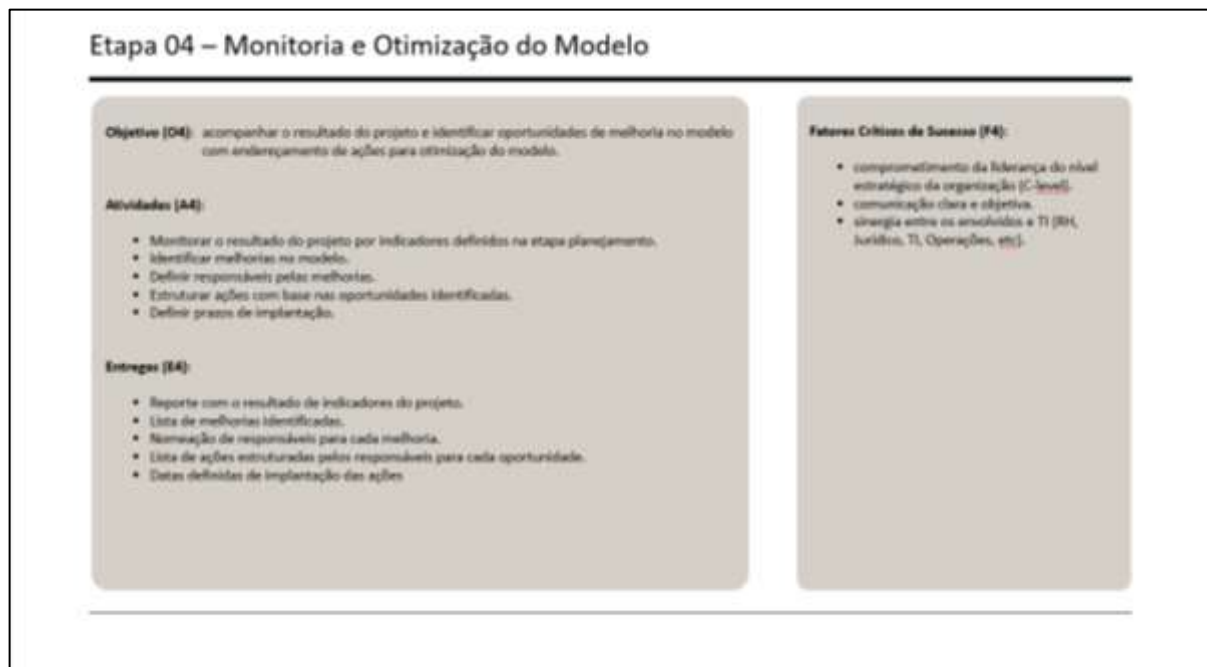 Etapa 04 – Monitoria e Otimização do Modelo
Objetivo (O4): acompanhar o resultado do projeto e identificar oportunidades de melhoria no modelo
com endereçamento de ações para otimização do modelo.
Atividades (A4):
• Monitorar o resultado do projeto por indicadores definidos na etapa planejamento.
• Identificar melhorias no modelo.
• Definir responsáveis pelas melhorias.
• Estruturar ações com base nas oportunidades identificadas.
• Definir prazos de implantação.
Entregas (E4):
• Reporte com o resultado de indicadores do projeto.
• Lista de melhorias identificadas.
• Nomeação de responsáveis para cada melhoria.
• Lista de ações estruturadas pelos responsáveis para cada oportunidade.
• Datas definidas de implantação das ações
Fatores Críticos de Sucesso (F4):
• comprometimento da liderança do nível
estratégico da organização (C-level).
• comunicação clara e objetiva.
• sinergia entre os envolvidos e TI (RH,
Jurídico, TI, Operações, etc).